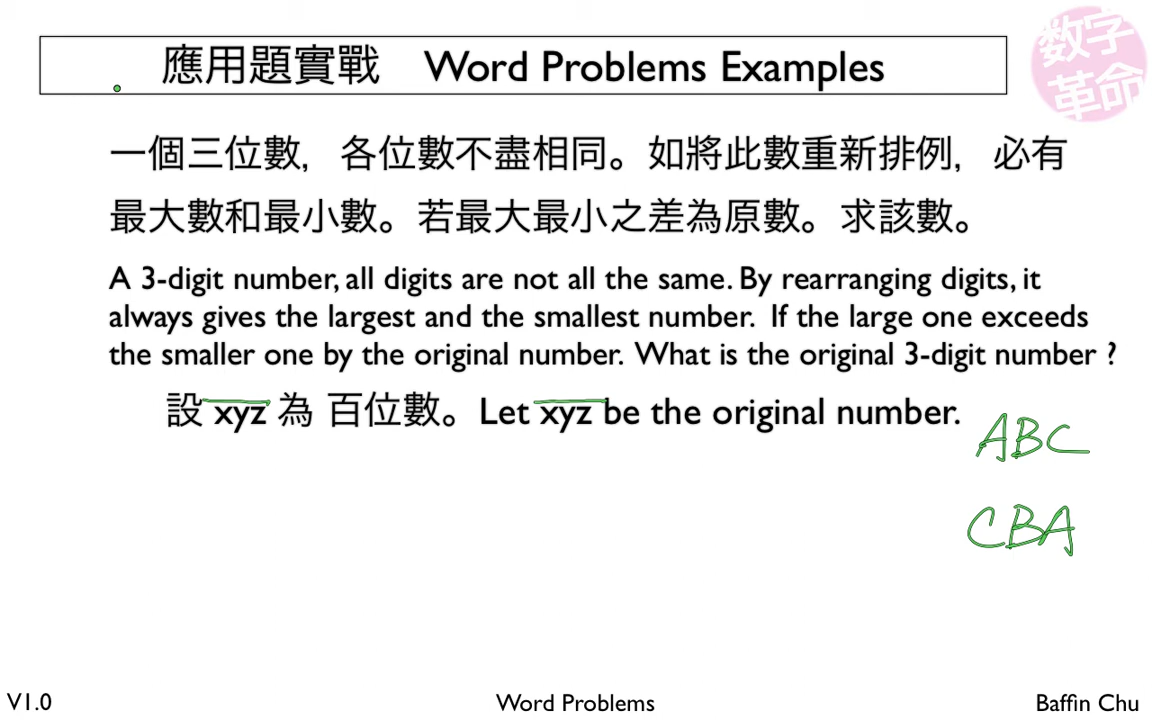 数字
革命
應用題實戰 Word Problems Examples
一個三位數，各位數不盡相同。如將此數重新排例，必有
最大數和最小數。若最大最小之差為原數。求該數。
A 3-digit number, all digits are not all the same. By rearranging digits, it
always gives the largest and the smallest number. If the large one exceeds
the smaller one by the original number. What is the original 3-digit number ?
設 xyz 為 百位數。Let xyz be the original number.
ABC
CBA
V1.0 Word Problems Baffin Chu